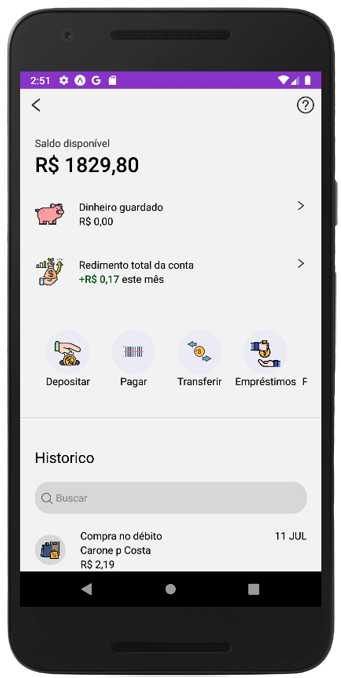 2:51
Saldo disponível
R$ 1829,80
Dinheiro guardado
R$ 0,00
Redimento total da conta
+R$ 0,17 este mês
Depositar Pagar Transferir Empréstimos F
Historico
Buscar
Compra no débito 11 JUL
Carone p Costa
R$ 2,19